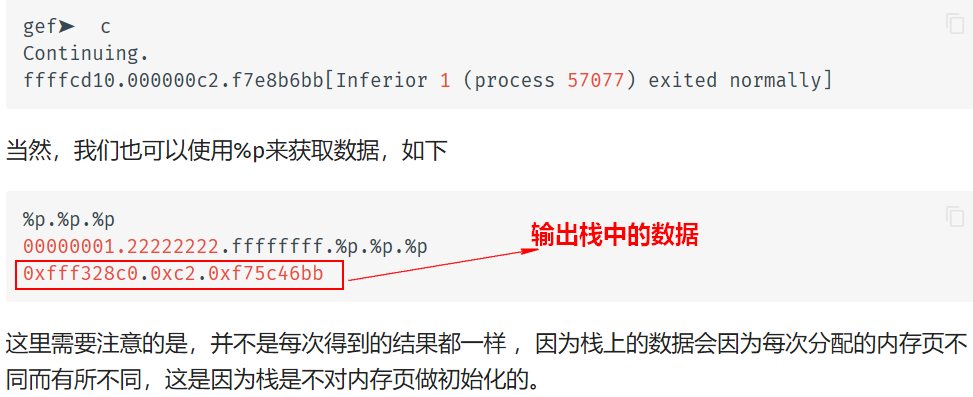 gef➤  c
Continuing.
ffffcd10.000000c2.f7e8b6bb[Inferior 1 (process 57077) exited normally]
当然，我们也可以使用%p来获取数据，如下
%p.%p.%p
00000001.22222222.ffffffff.%p.%p.%p
输出栈中的数据
0xfff328c0.0xc2.0xf75c46bb
这里需要注意的是，并不是每次得到的结果都一样 ，因为栈上的数据会因为每次分配的内存页不
同而有所不同，这是因为栈是不对内存页做初始化的。